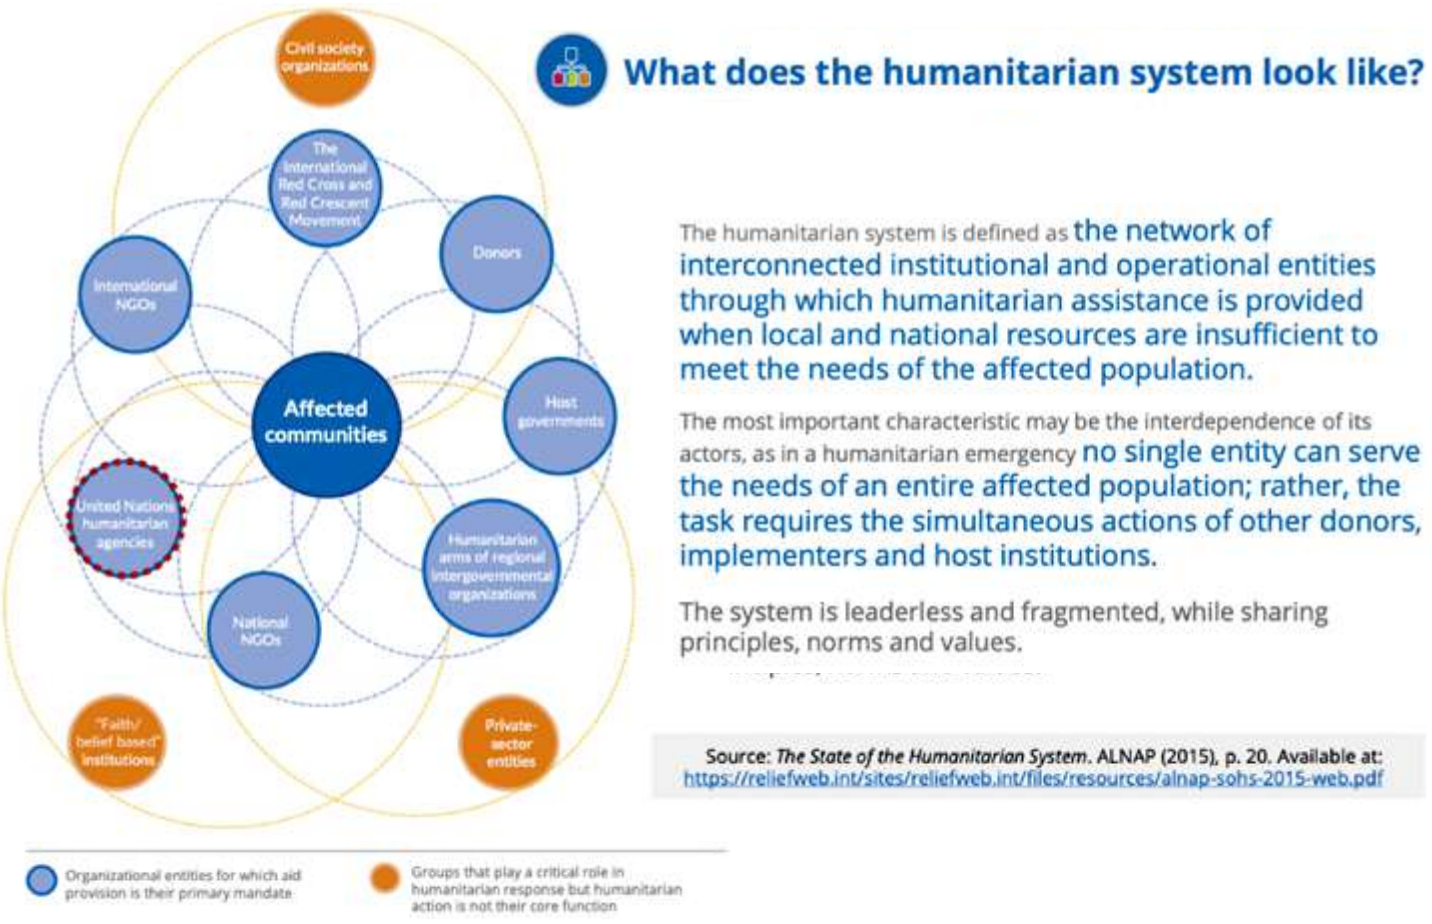 Civil society
organizations
What does the humanitarian system look like?
The
International
Red Cross and
Red Crescent
Movement
Donors
International
NGOs
The humanitarian system is defined as the network of
interconnected institutional and operational entities
through which humanitarian assistance is provided
when local and national resources are insufficient to
meet the needs of the affected population.
Affected
communities
Host
governments
The most important characteristic may be the interdependence of its
actors, as in a humanitarian emergency no single entity can serve
the needs of an entire affected population; rather, the
task requires the simultaneous actions of other donors,
implementers and host institutions.
United Nations
humanitarian
agencies
Humanitarian
arms of regional
intergovernmental
organizations
National
NGOs
The system is leaderless and fragmented, while sharing
principles, norms and values.
"Faith/
belief based"
institutions
Private-
sector
entities
Source: The State of the Humanitarian System. ALNAP (2015), p. 20. Available at:
https://reliefweb.int/sites/reliefweb.int/files/resources/alnap-sohs-2015-web.pdf
Organizational entities for which aid
provision is their primary mandate
Groups that play a critical role in
humanitarian response but humanitarian
action is not their core function